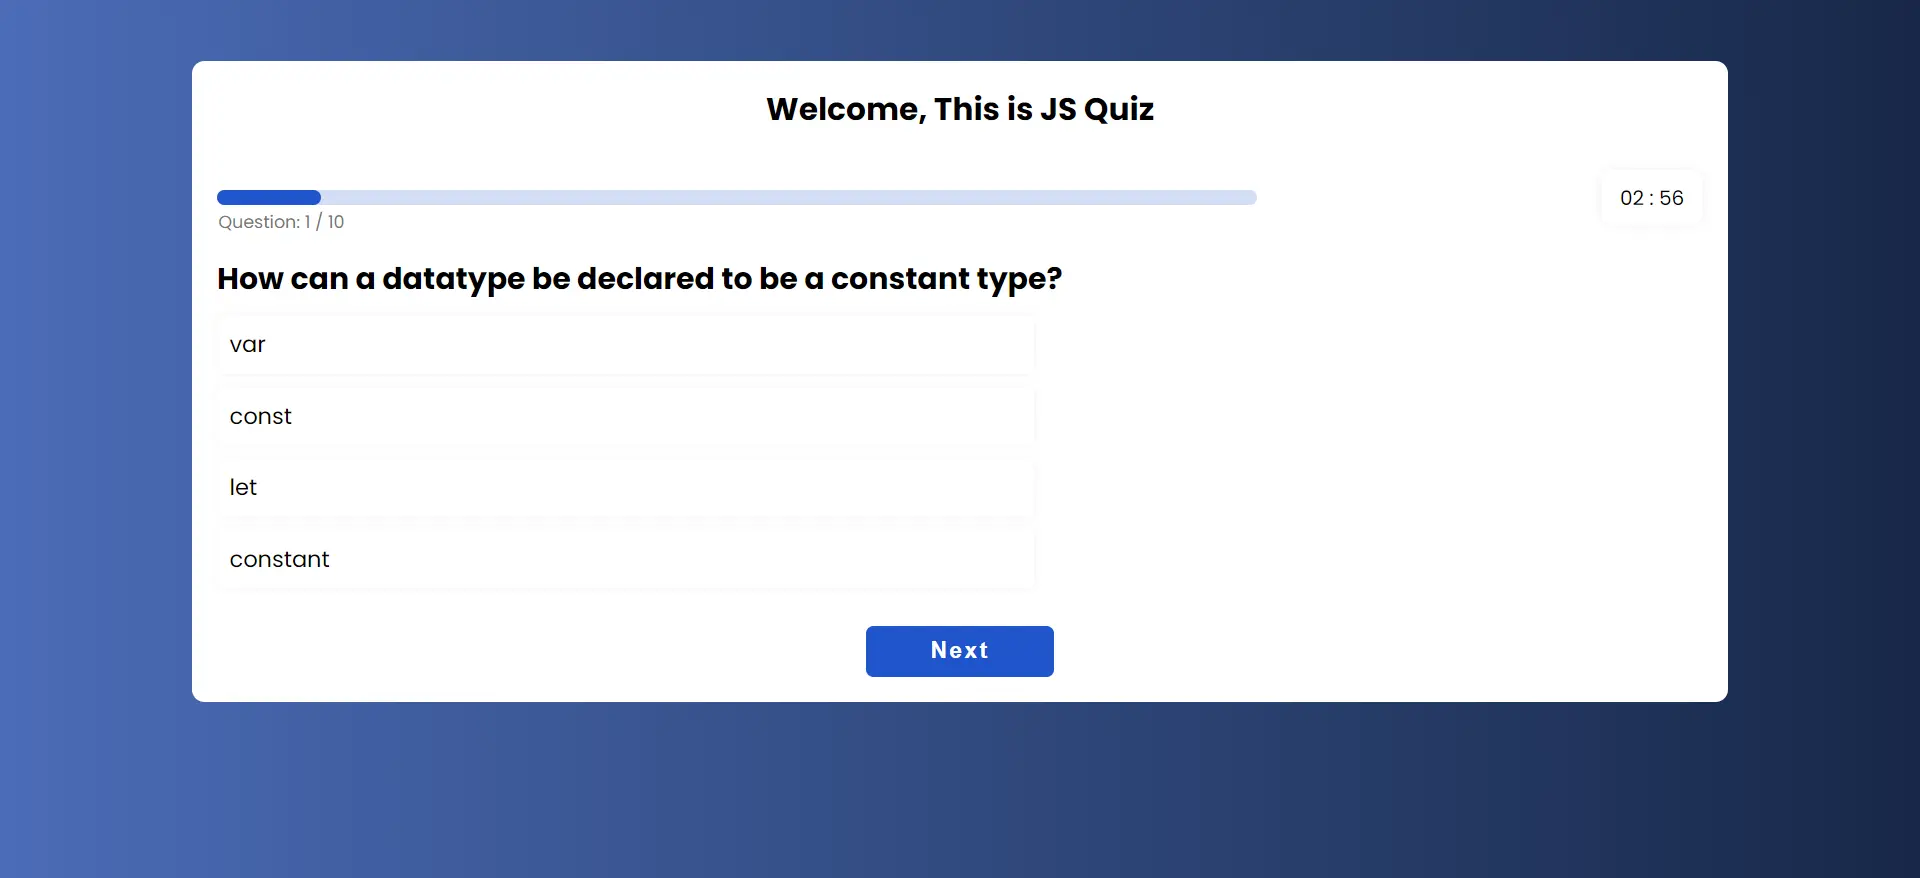 Welcome, This is JS Quiz
02 : 56
Question: 1 / 10
How can a datatype be declared to be a constant type?
var
const
let
constant
Next